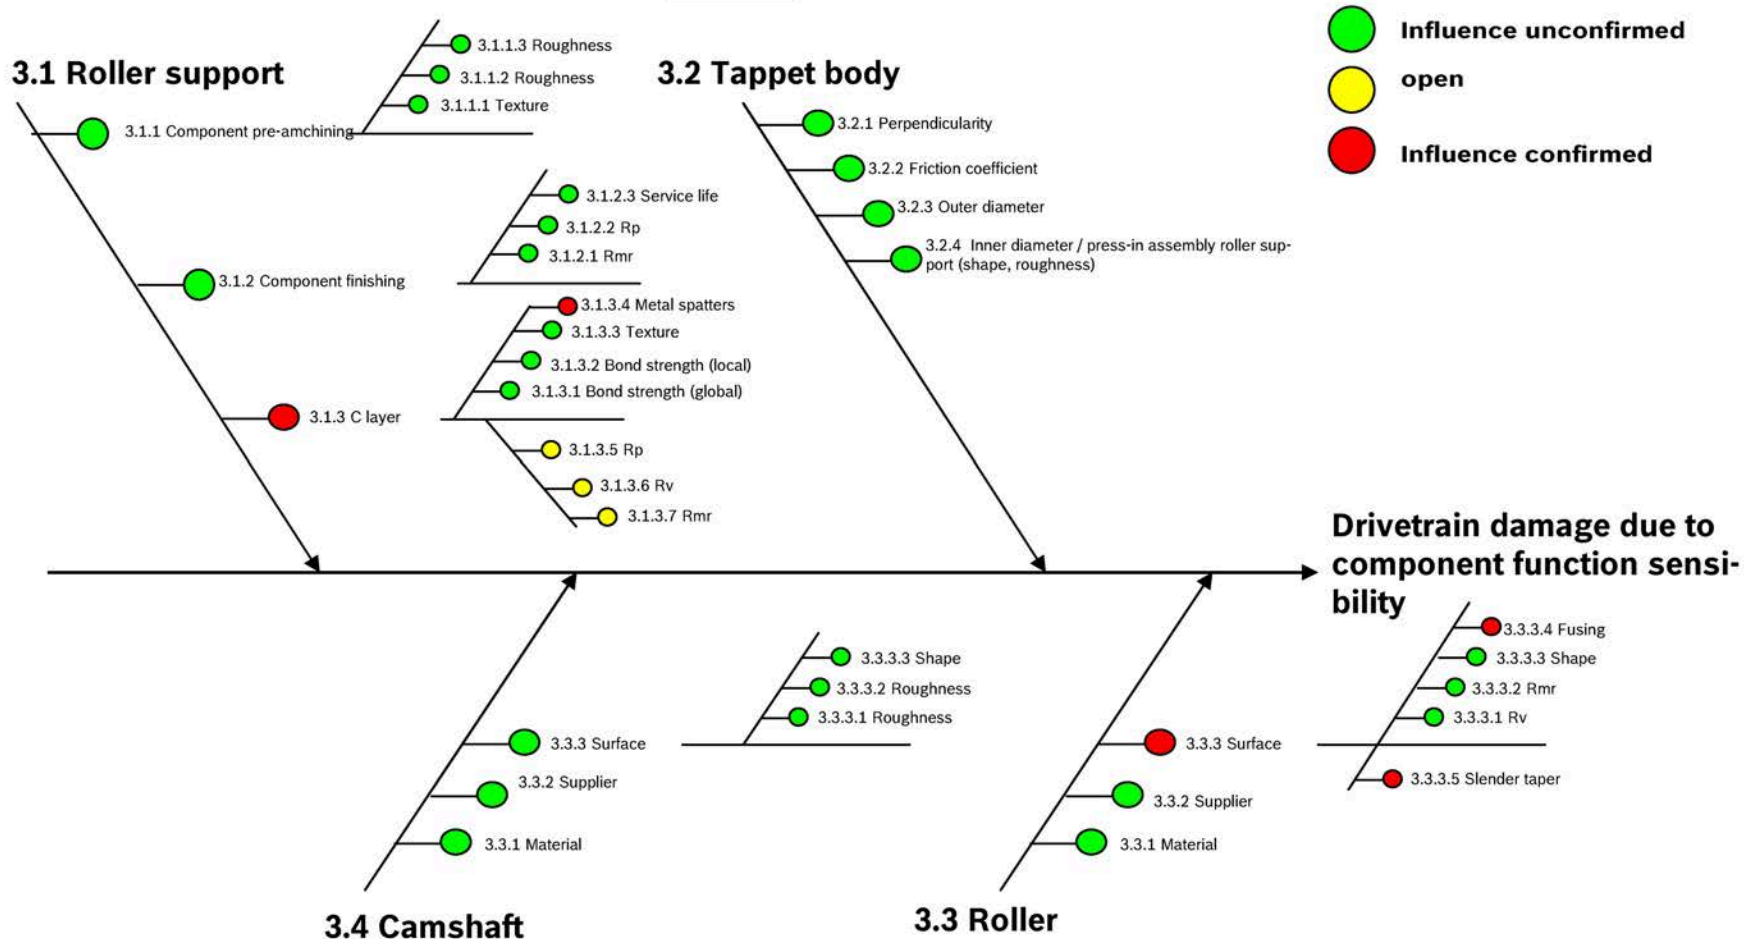 Influence unconfirmed
open
Influence confirmed
3.1 Roller support
3.1.1.3 Roughness
3.1.1.2 Roughness
3.1.1.1 Texture
3.1.1 Component pre-amchining
3.1.2.3 Service life
3.1.2.2 Rp
3.1.2.1 Rmr
3.1.2 Component finishing
3.1.3.4 Metal spatters
3.1.3.3 Texture
3.1.3.2 Bond strength (local)
3.1.3.1 Bond strength (global)
3.1.3 C layer
3.1.3.5 Rp
3.1.3.6 Rv
3.1.3.7 Rmr
3.2 Tappet body
3.2.1 Perpendicularity
3.2.2 Friction coefficient
3.2.3 Outer diameter
3.2.4 Inner diameter / press-in assembly roller sup-
port (shape, roughness)
Drivetrain damage due to
component function sensi-
bility
3.3.3.3 Shape
3.3.3.2 Roughness
3.3.3.1 Roughness
3.3.3 Surface
3.3.2 Supplier
3.3.1 Material
3.4 Camshaft
3.3.3.4 Fusing
3.3.3.3 Shape
3.3.3.2 Rmr
3.3.3.1 Rv
3.3.3 Surface
3.3.3.5 Slender taper
3.3.2 Supplier
3.3.1 Material
3.3 Roller